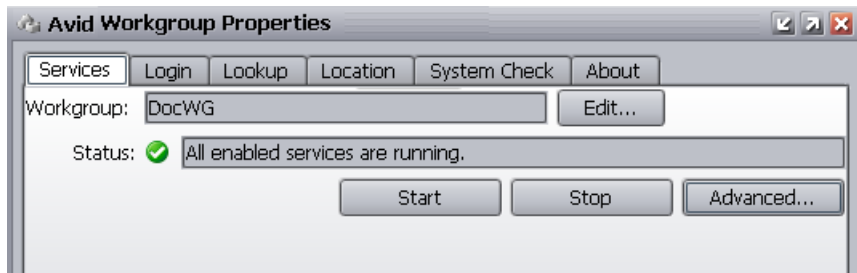 Avid Workgroup Properties
Services Login Lookup Location System Check About
Workgroup: DocWG Edit...
Status: All enabled services are running.
Start Stop Advanced...